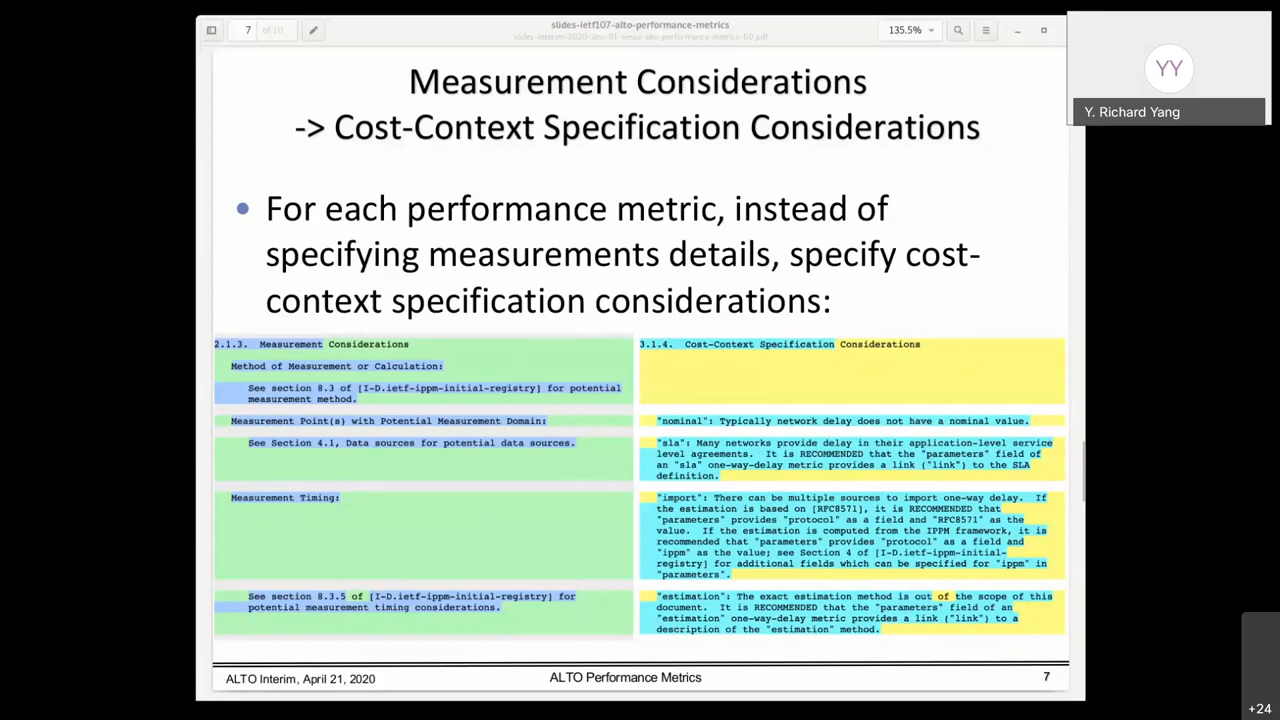 slides-ietf107-alto-performance-metrics
slides-interim-2020-alto-01-sessa-alto-performance-metrics-00.pdf
7 of 10
135.5%
YY
Y. Richard Yang
Measurement Considerations
-> Cost-Context Specification Considerations
• For each performance metric, instead of
specifying measurements details, specify cost-
context specification considerations:
2.1.3. Measurement Considerations
Method of Measurement or Calculation:
See section 8.3 of [I-D.ietf-ippm-initial-registry] for potential
measurement method.
Measurement Point(s) with Potential Measurement Domain:
See Section 4.1, Data sources for potential data sources.
Measurement Timing:
See section 8.3.5 of [I-D.ietf-ippm-initial-registry] for
potential measurement timing considerations.
3.1.4. Cost-Context Specification Considerations
"nominal": Typically network delay does not have a nominal value.
"sla": Many networks provide delay in their application-level service
level agreements. It is RECOMMENDED that the "parameters" field of
an "sla" one-way-delay metric provides a link ("link") to the SLA
definition.
"import": There can be multiple sources to import one-way delay. If
the estimation is based on [RFC8571], it is RECOMMENDED that
"parameters" provides "protocol" as a field and "RFC8571" as the
value. If the estimation is computed from the IPPM framework, it is
recommended that "parameters" provides "protocol" as a field and
"ippm" as the value; see Section 4 of [I-D.ietf-ippm-initial-
registry] for additional fields which can be specified for "ippm" in
"parameters".
"estimation": The exact estimation method is out of the scope of this
document. It is RECOMMENDED that the "parameters" field of an
"estimation" one-way-delay metric provides a link ("link") to a
description of the "estimation" method.
ALTO Interim, April 21, 2020
ALTO Performance Metrics
7
+24